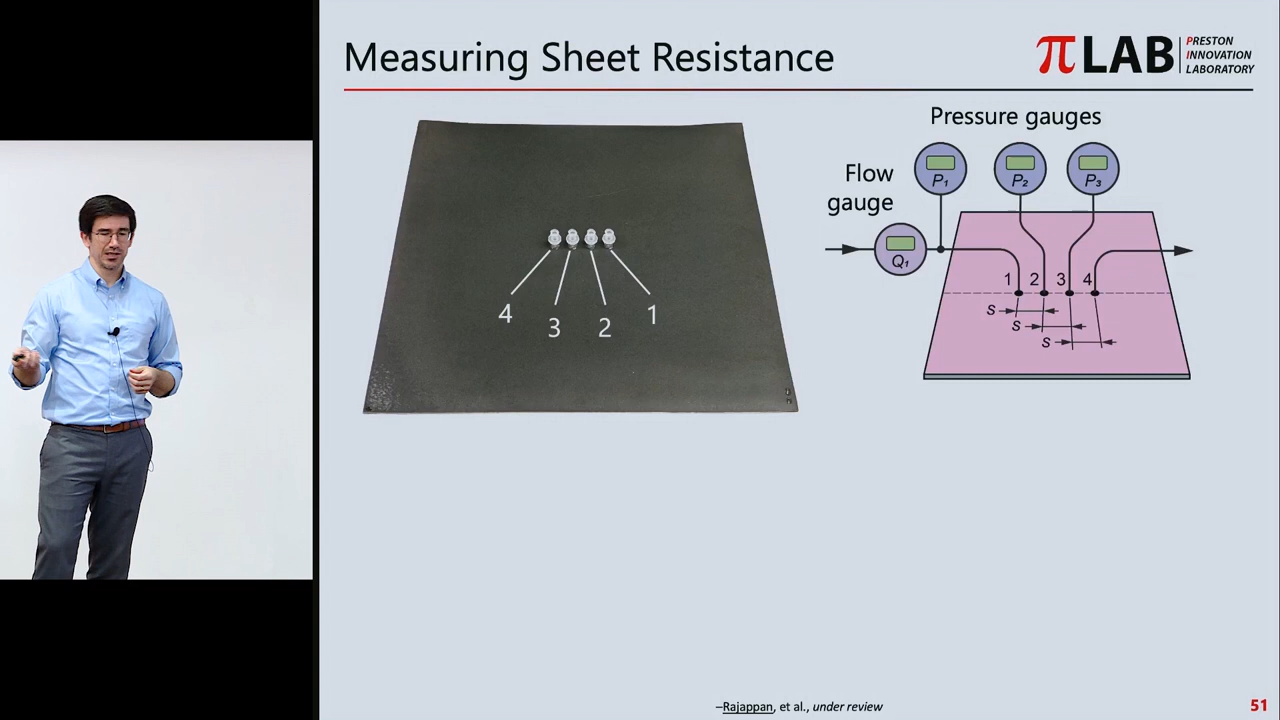 Measuring Sheet Resistance
πLAB
PRESTON
INNOVATION
LABORATORY
4
3
2
1
Pressure gauges
Flow
gauge
P₁
P₂
P₃
Q₁
1 2 3 4
s
s
s
–Rajappan, et al., under review
51